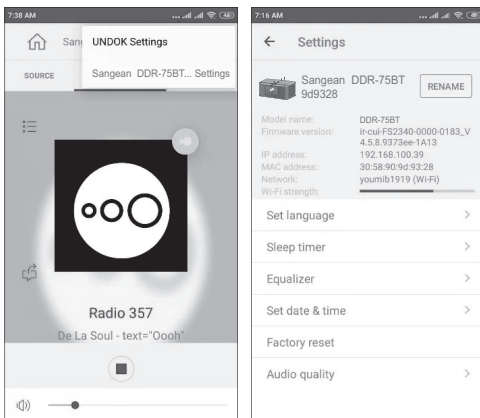 7:38 AM
... 44
San
UNDOK Settings
SOURCE
Sangean DDR-75BT... Settings
Radio 357
De La Soul - text="Oooh"
7:16 AM
...
Settings
Sangean DDR-75BT
9d9328
RENAME
Model name: DDR-75BT
Firmware version: ir-cui-FS2340-0000-0183_V
4.5.8.9373ee-1A13
IP address: 192.168.100.39
MAC address: 30:58:90:9d:93:28
Network: youmib1919 (Wi-Fi)
Wi-Fi strength:
Set language
Sleep timer
Equalizer
Set date & time
Factory reset
Audio quality